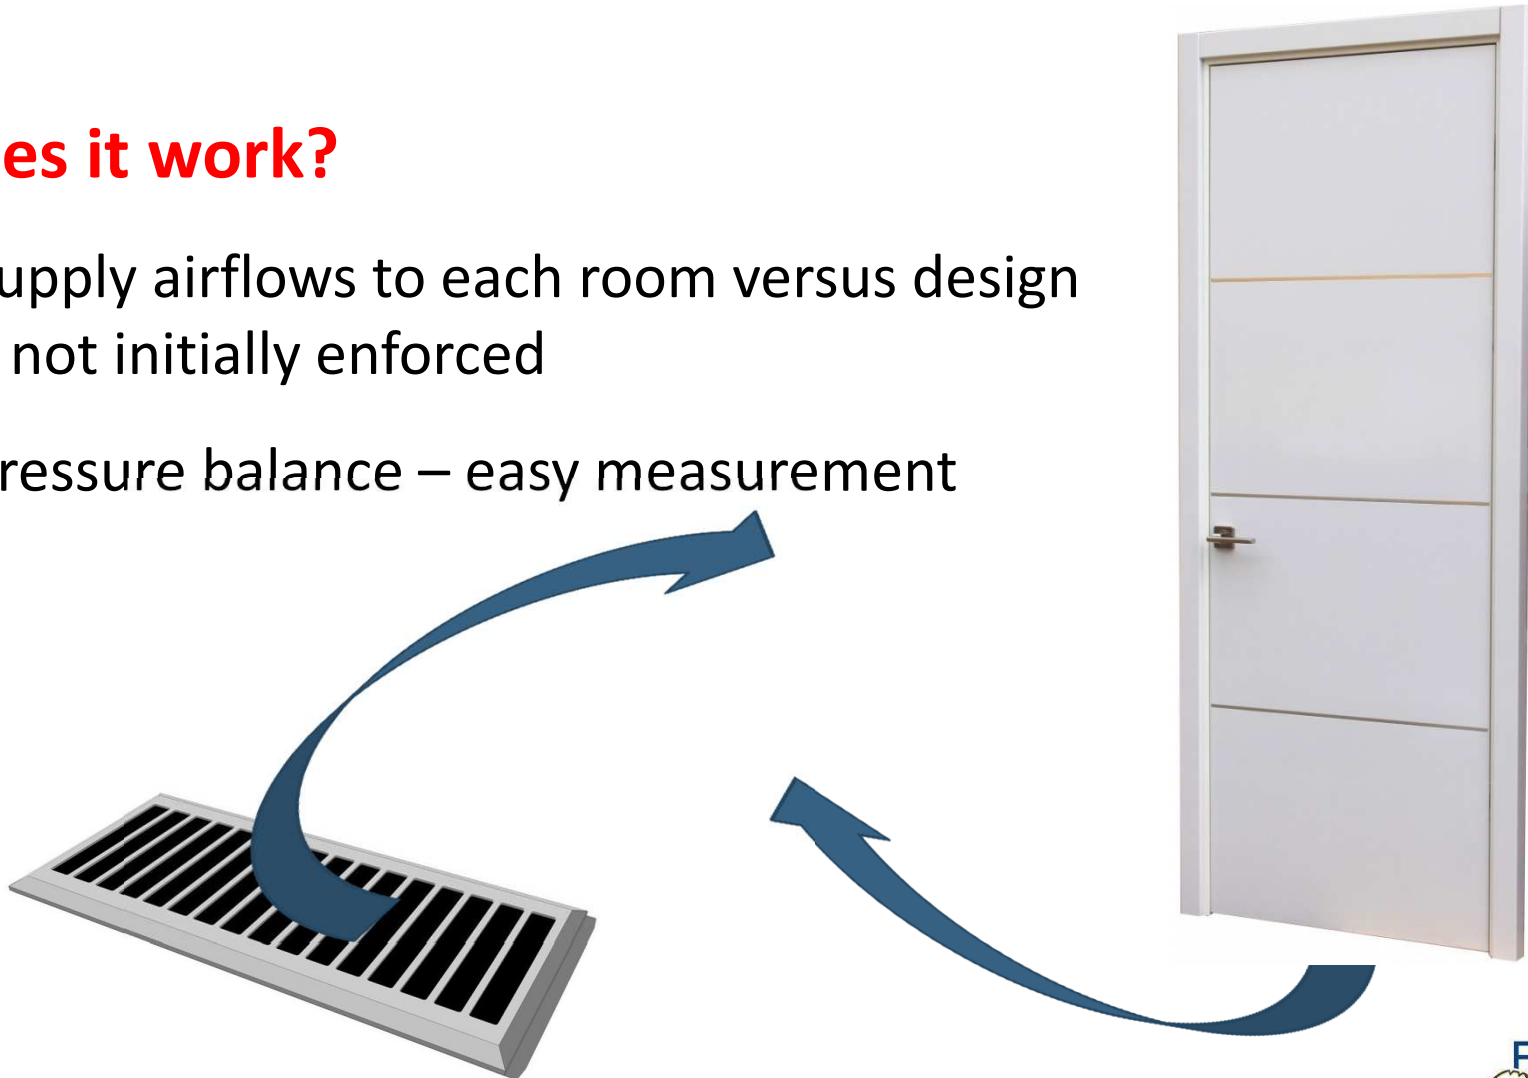 es it work?
upply airflows to each room versus design
not initially enforced
ressure balance – easy measurement